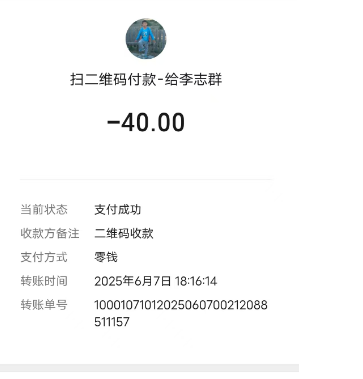 扫二维码付款-给李志群
-40.00
当前状态 支付成功
收款方备注 二维码收款
支付方式 零钱
转账时间 2025年6月7日 18:16:14
转账单号 10001071012025060700212088
511157